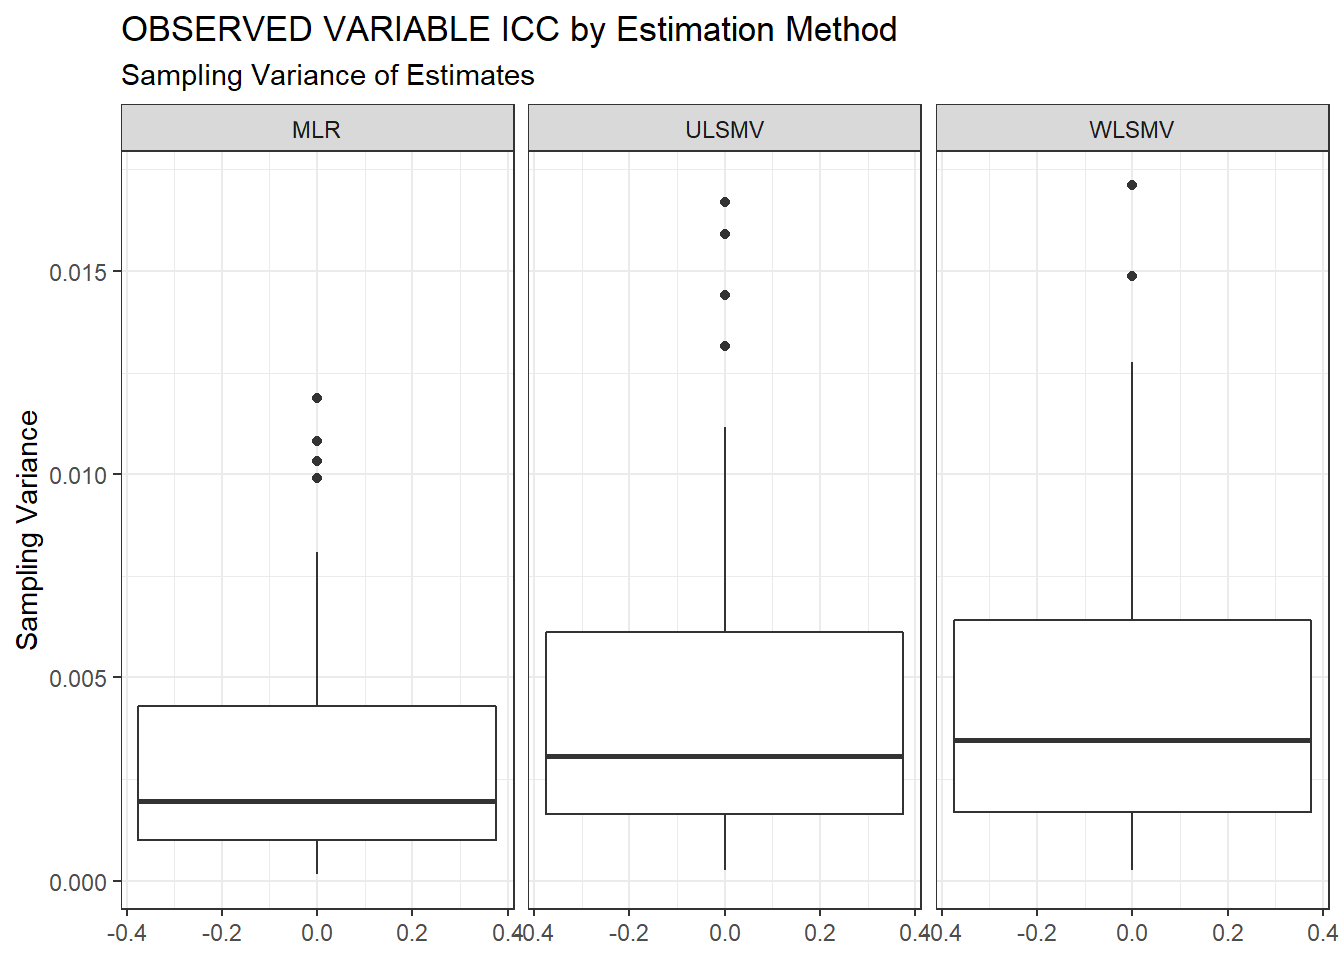 OBSERVED VARIABLE ICC by Estimation Method
Sampling Variance of Estimates
MLR ULSMV WLSMV
Sampling Variance
0.015
0.010
0.005
0.000
-0.4 -0.2 0.0 0.2 0.4 -0.4 -0.2 0.0 0.2 0.4 -0.4 -0.2 0.0 0.2 0.4